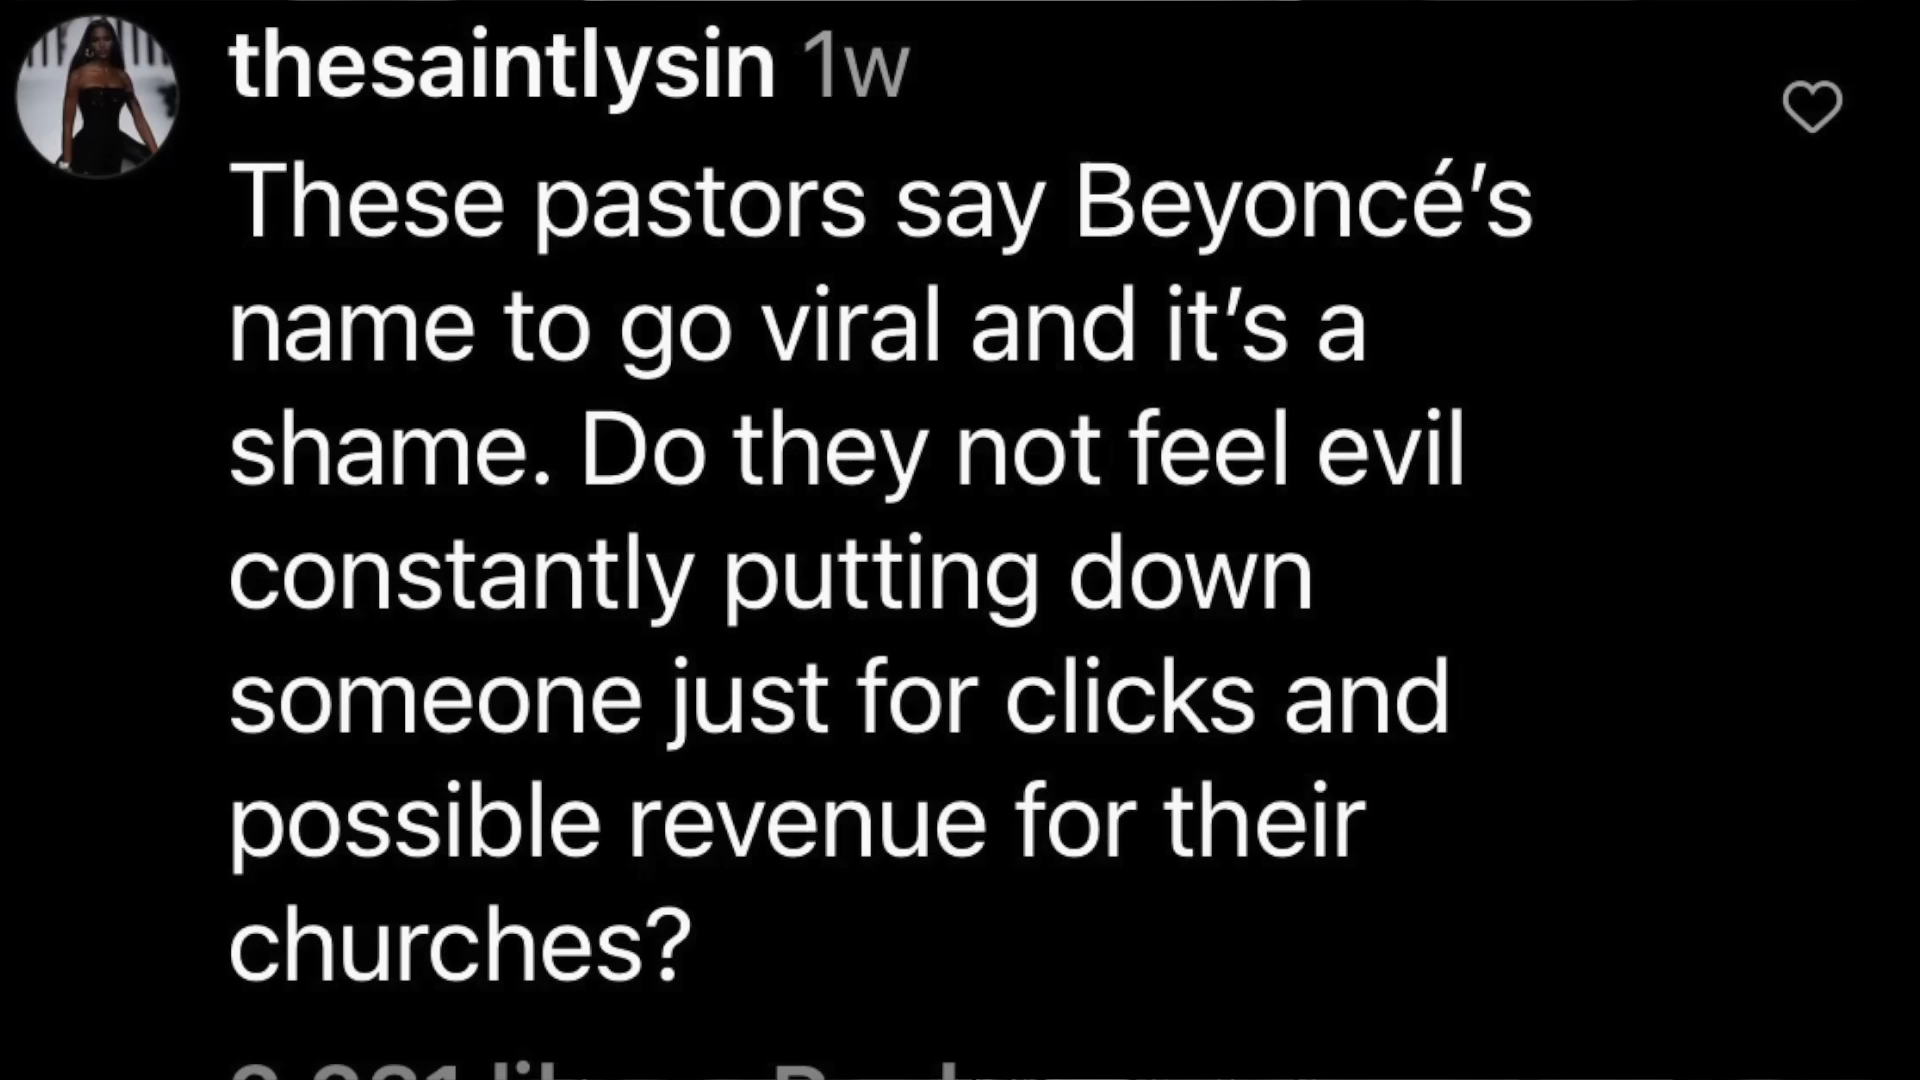 thesaintlysin 1w
These pastors say Beyoncé’s
name to go viral and it’s a
shame. Do they not feel evil
constantly putting down
someone just for clicks and
possible revenue for their
churches?